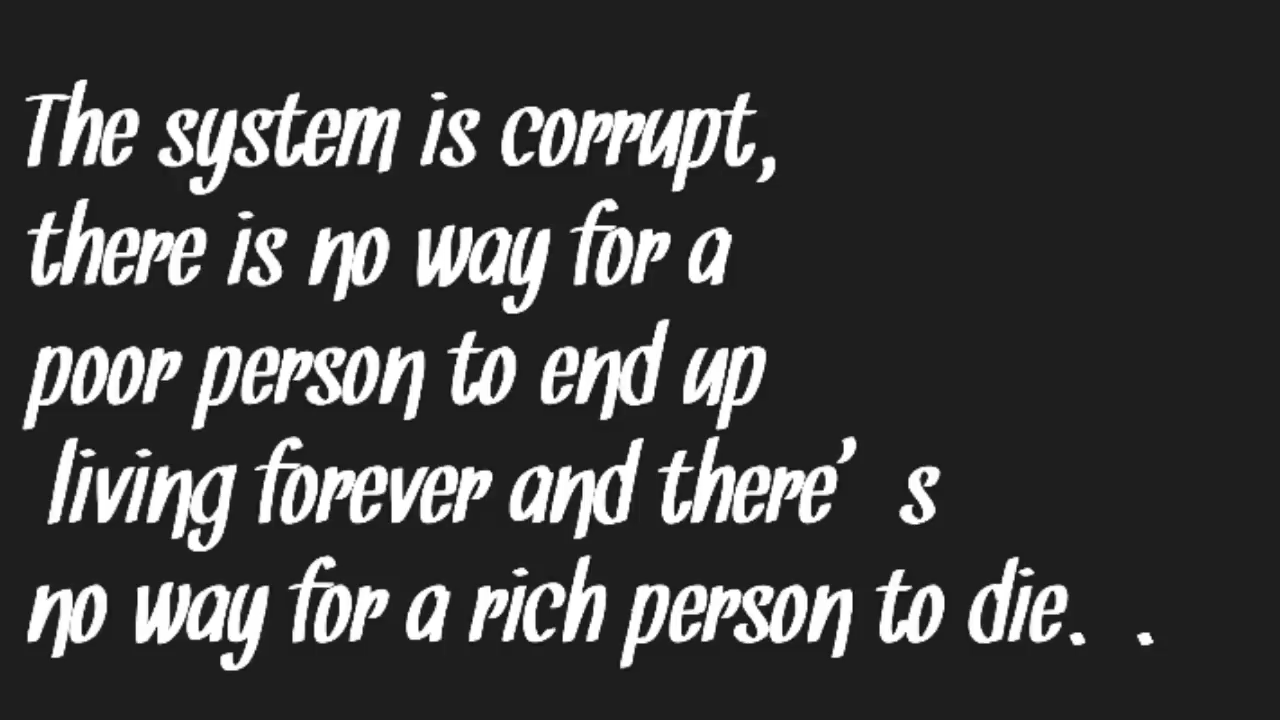 The system is corrupt,
there is no way for a
poor person to end up
living forever and there’ s
no way for a rich person to die. .